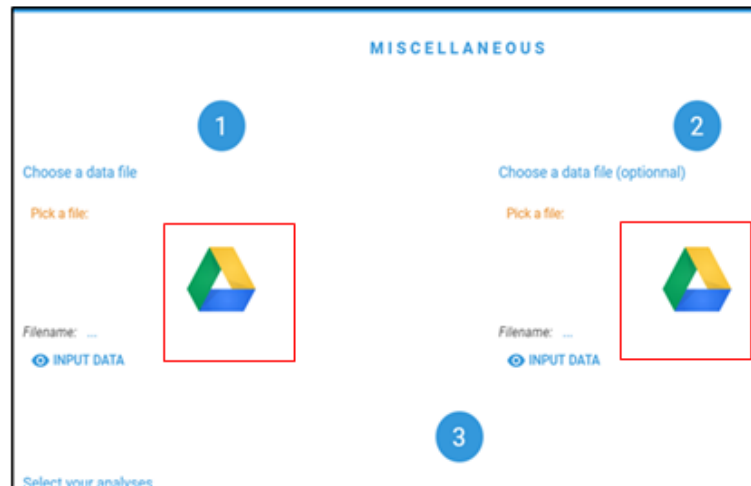 MISCELLANEOUS
1
2
Choose a data file
Choose a data file (optionnal)
Pick a file:
Pick a file:
Filename: ...
Filename: ...
INPUT DATA
INPUT DATA
3
Select your analyses